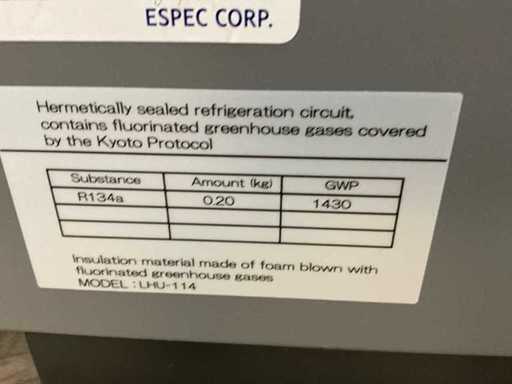 ESPEC CORP.
Hermetically sealed refrigeration circuit,
contains fluorinated greenhouse gases covered
by the Kyoto Protocol
Substance Amount (kg) GWP
R134a 0.20 1430
Insulation material made of foam blown with
fluorinated greenhouse gases
MODEL : LHU-114